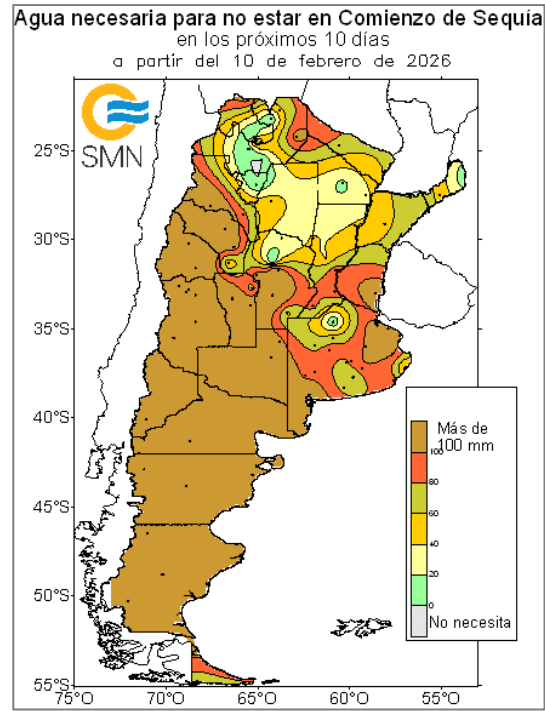 Agua necesaria para no estar en Comienzo de Sequía
en los próximos 10 días
a partir del 10 de febrero de 2026
SMN
25°S
30°S
35°S
40°S
45°S
50°S
55°S
75°O
70°O
65°O
60°O
55°O
Más de
100 mm
100
80
60
40
20
0
No necesita